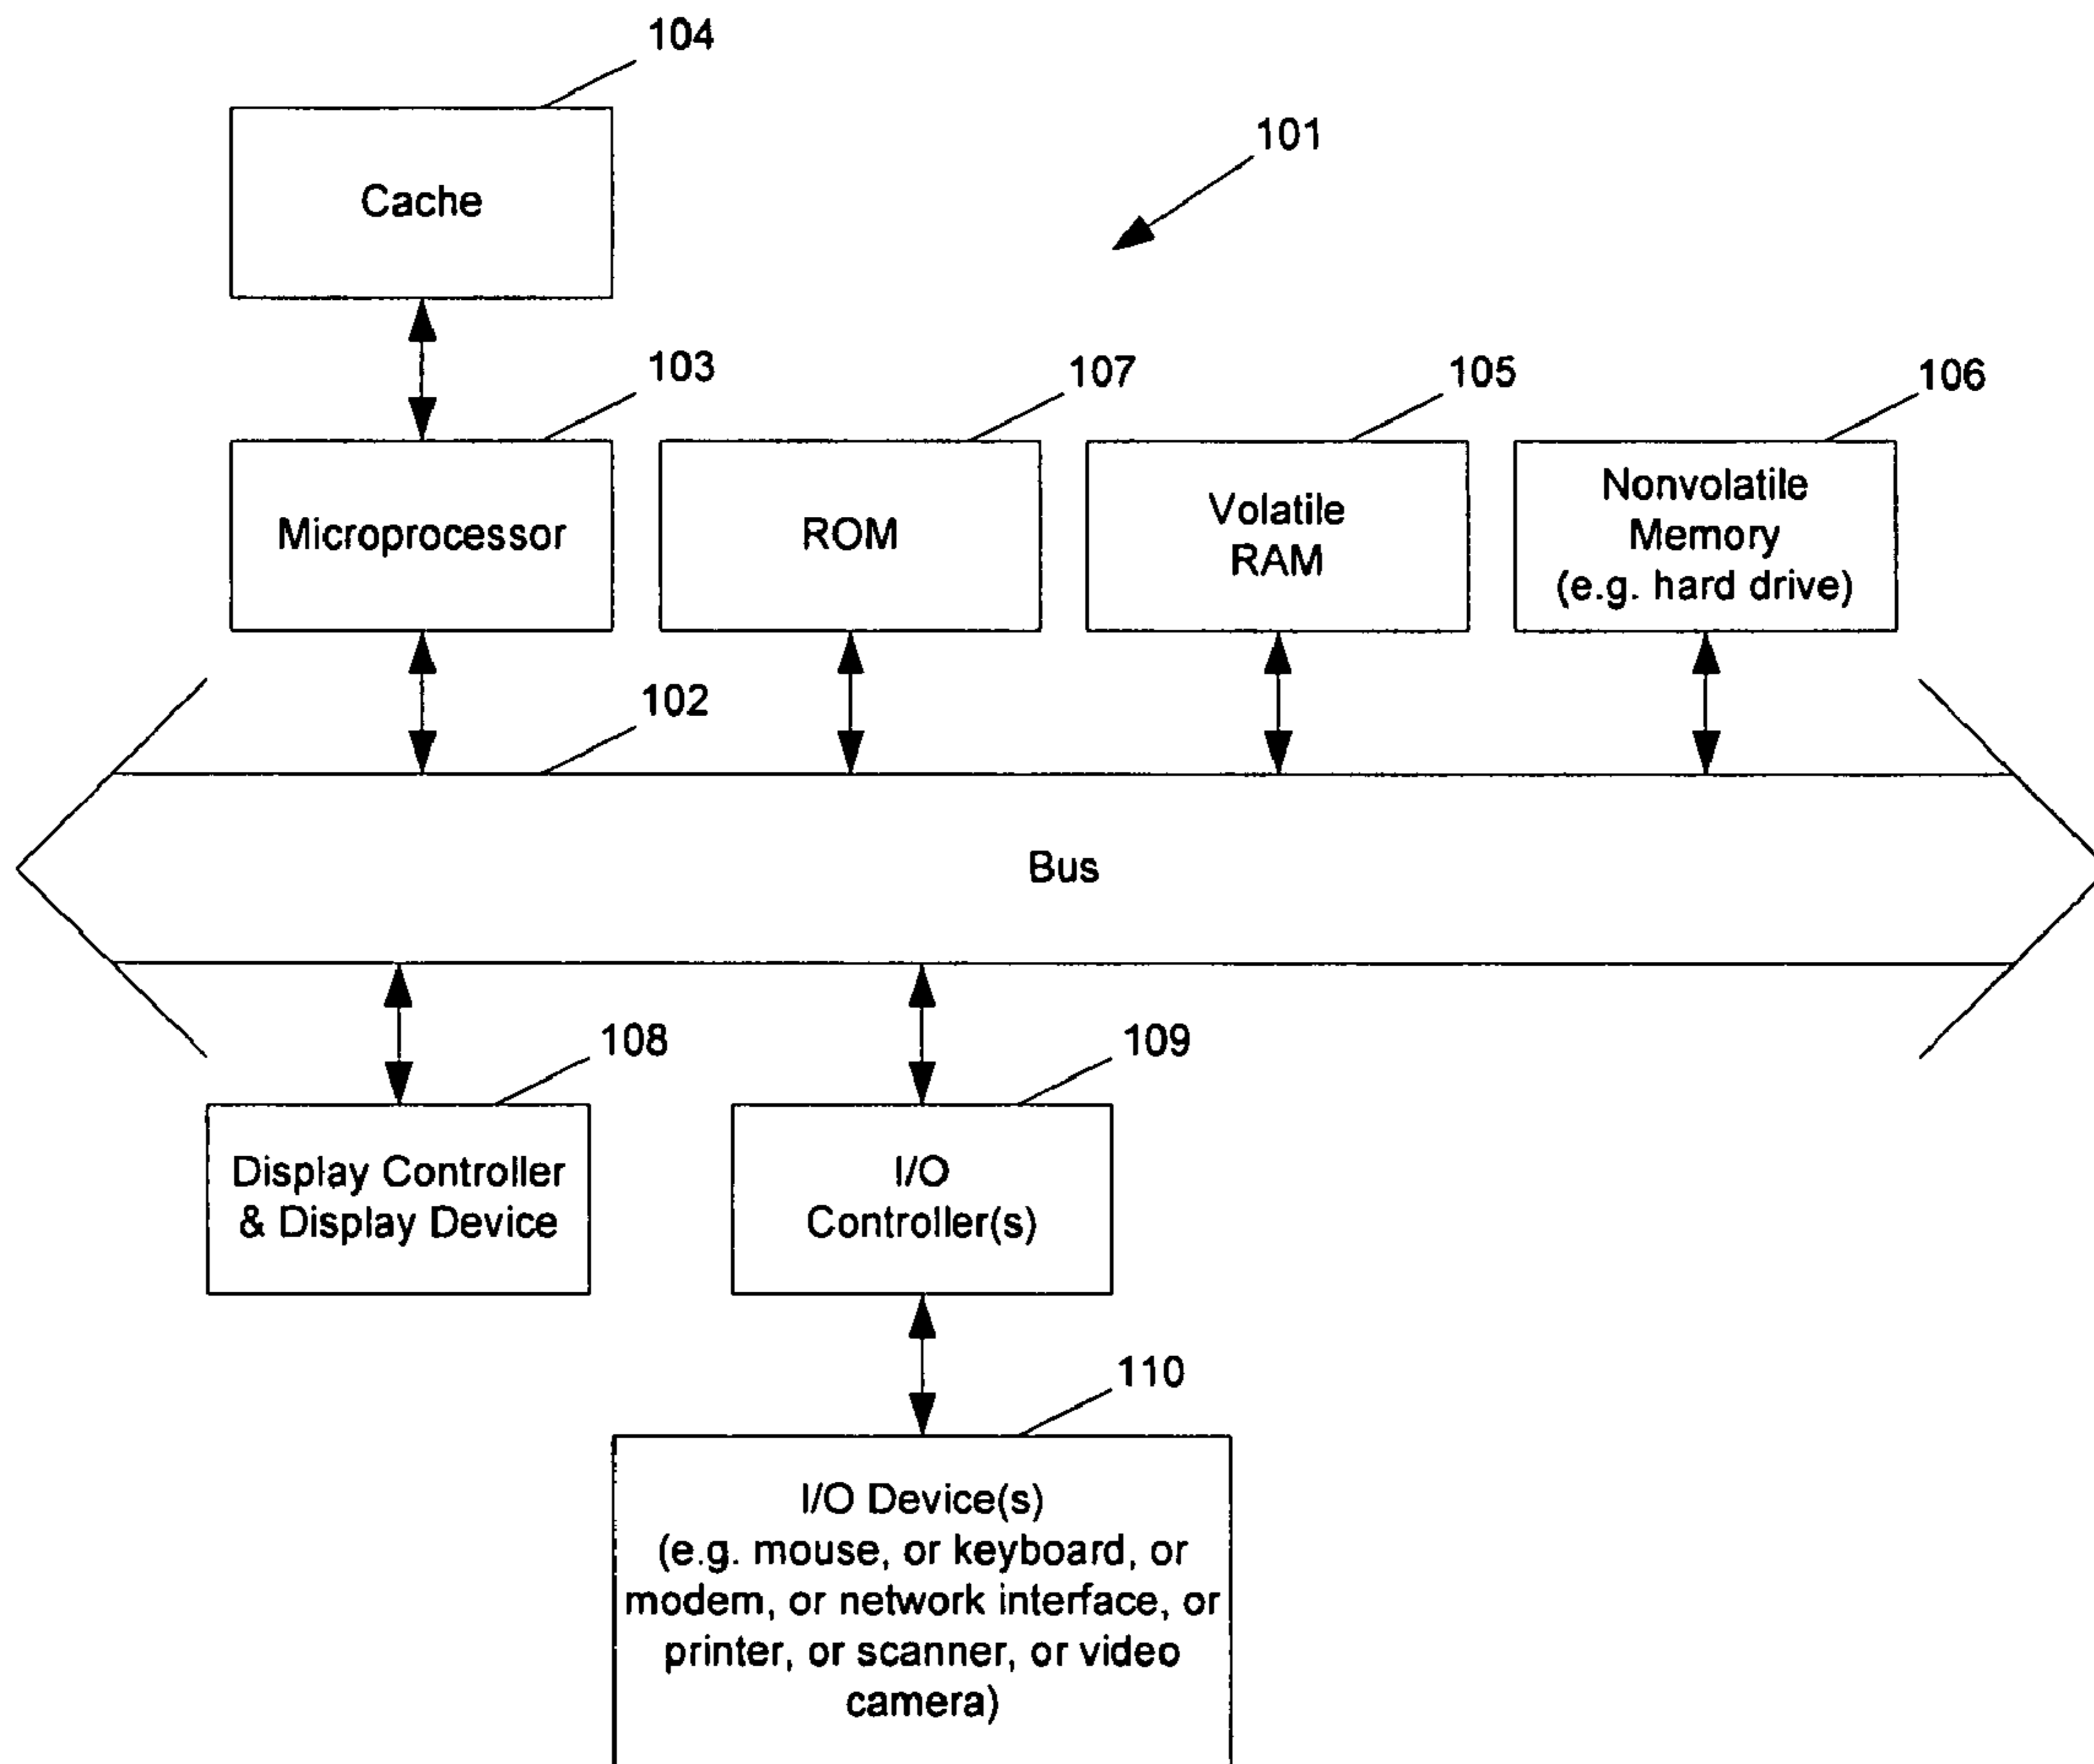 104
Cache
101
103
107
105
106
Microprocessor
ROM
Volatile
RAM
Nonvolatile
Memory
(e.g. hard drive)
102
Bus
108
109
Display Controller
& Display Device
I/O
Controller(s)
110
I/O Device(s)
(e.g. mouse, or keyboard, or
modem, or network interface, or
printer, or scanner, or video
camera)